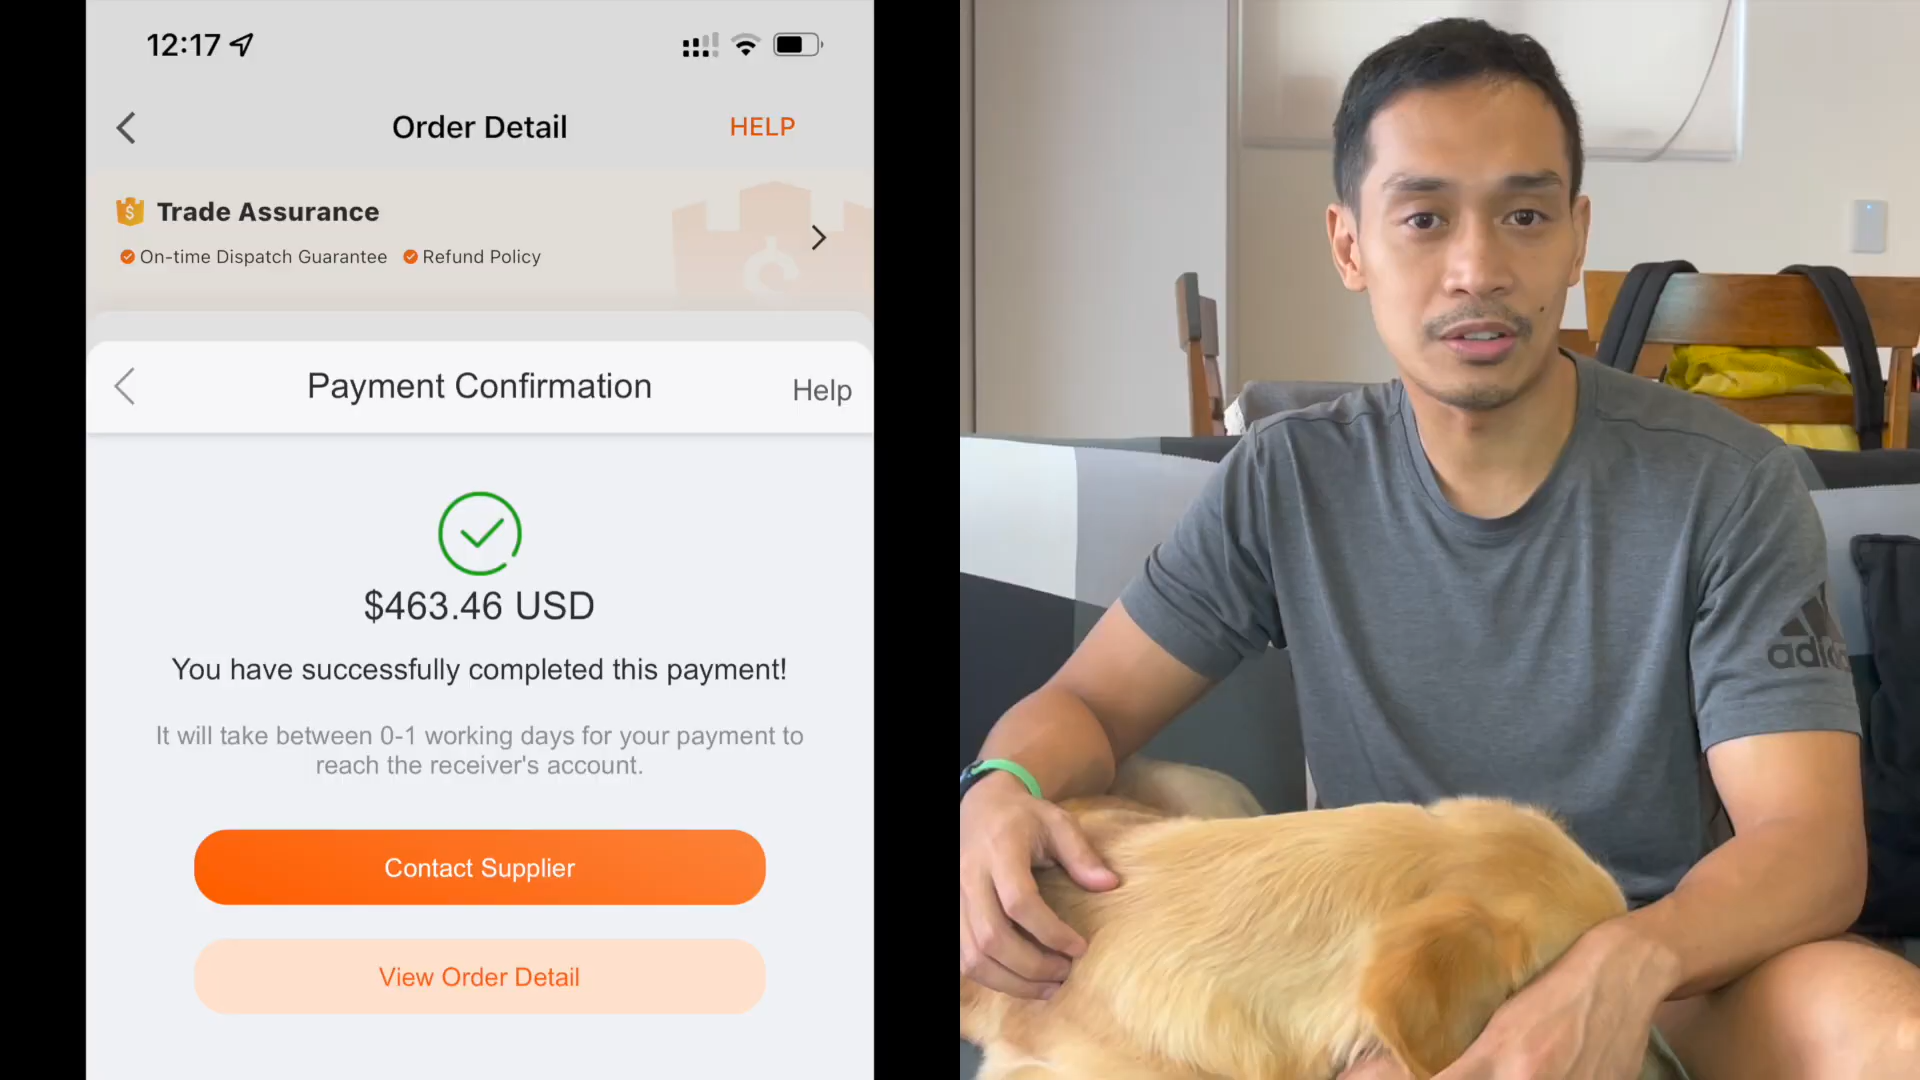 12:17
Order Detail
HELP
Trade Assurance
On-time Dispatch Guarantee
Refund Policy
Payment Confirmation
Help
$463.46 USD
You have successfully completed this payment!
It will take between 0-1 working days for your payment to
reach the receiver's account.
Contact Supplier
View Order Detail